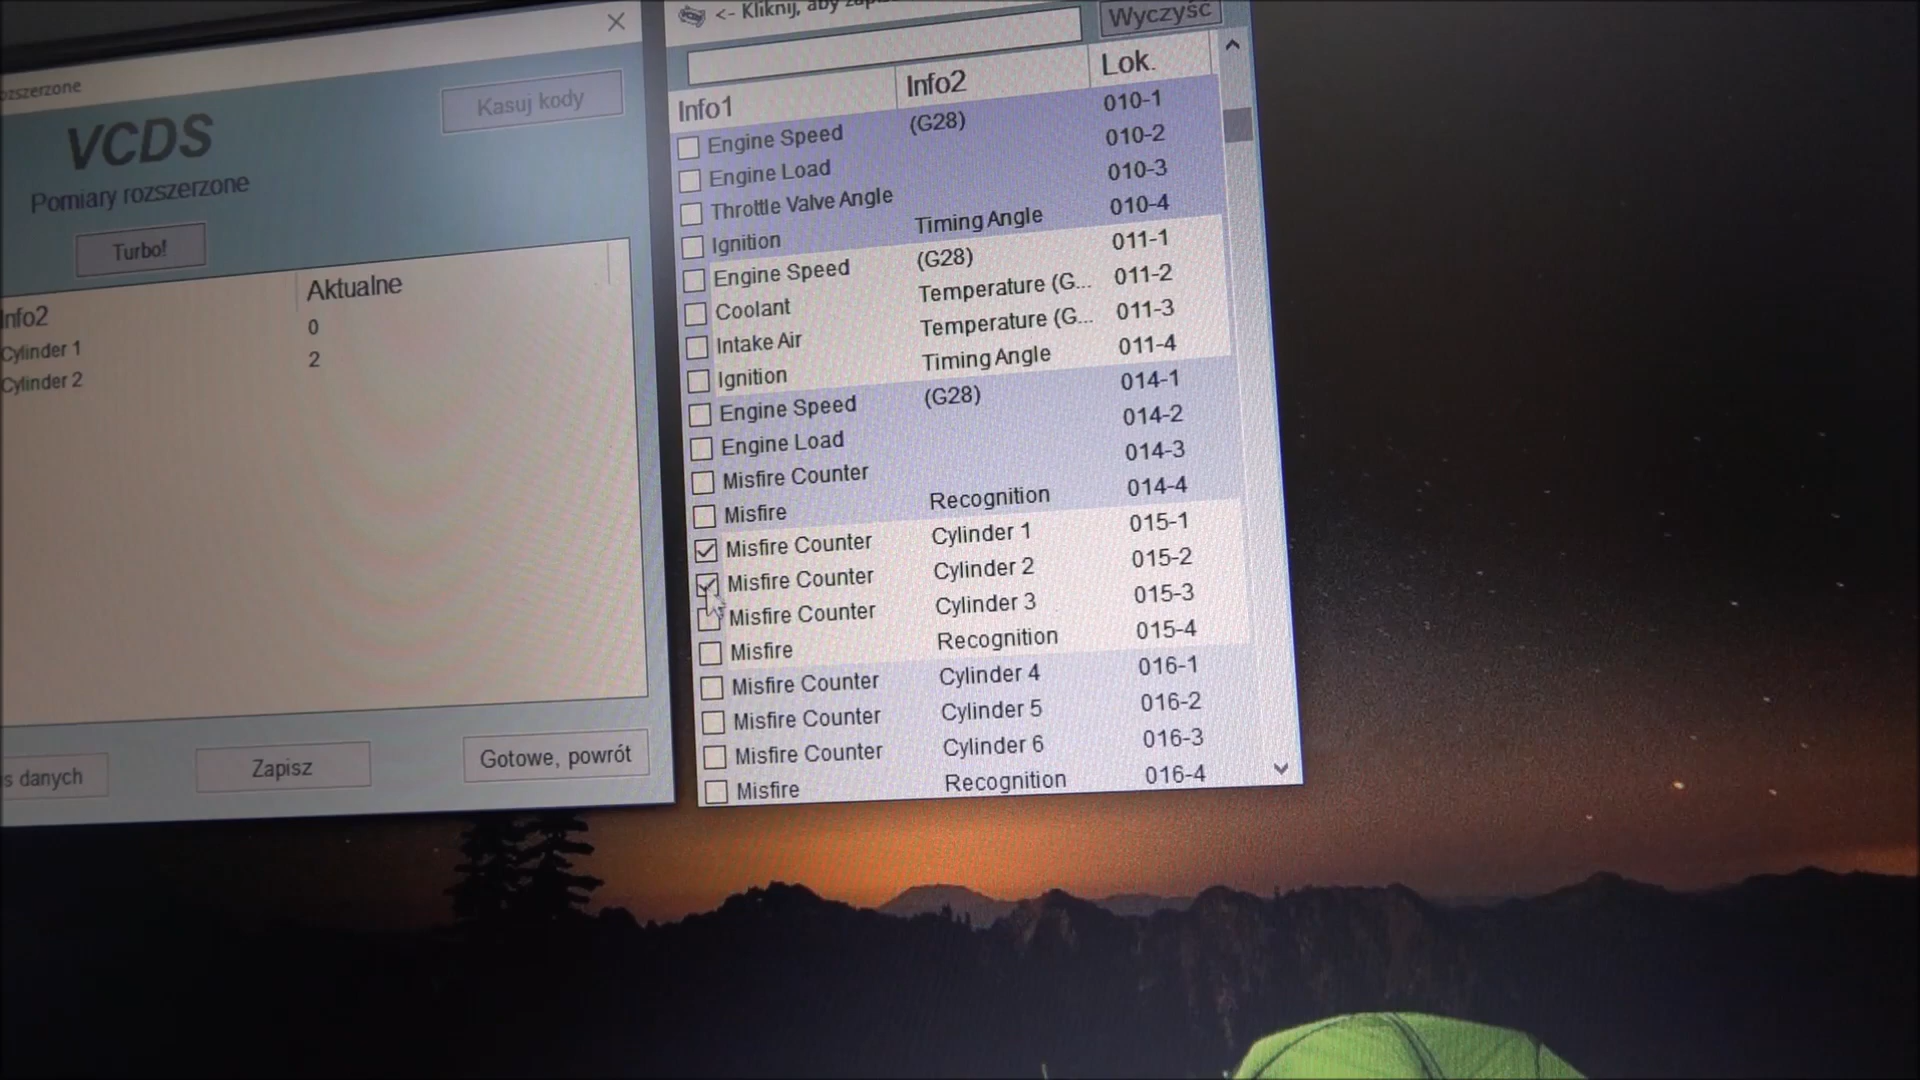 VCDS
Pomiary rozszerzone
Kasuj kody
Turbo!
Info2 Aktualne
Cylinder 1 0
Cylinder 2 2
s danych
Zapisz
Gotowe, powrót
<- Kliknij, aby
Wyczyść
Info1 Info2 Lok.
Engine Speed (G28) 010-1
Engine Load 010-2
Throttle Valve Angle 010-3
Ignition Timing Angle 010-4
Engine Speed (G28) 011-1
Coolant Temperature (G... 011-2
Intake Air Temperature (G... 011-3
Ignition Timing Angle 011-4
Engine Speed (G28) 014-1
Engine Load 014-2
Misfire Counter 014-3
Misfire Recognition 014-4
Misfire Counter Cylinder 1 015-1
Misfire Counter Cylinder 2 015-2
Misfire Counter Cylinder 3 015-3
Misfire Recognition 015-4
Misfire Counter Cylinder 4 016-1
Misfire Counter Cylinder 5 016-2
Misfire Counter Cylinder 6 016-3
Misfire Recognition 016-4